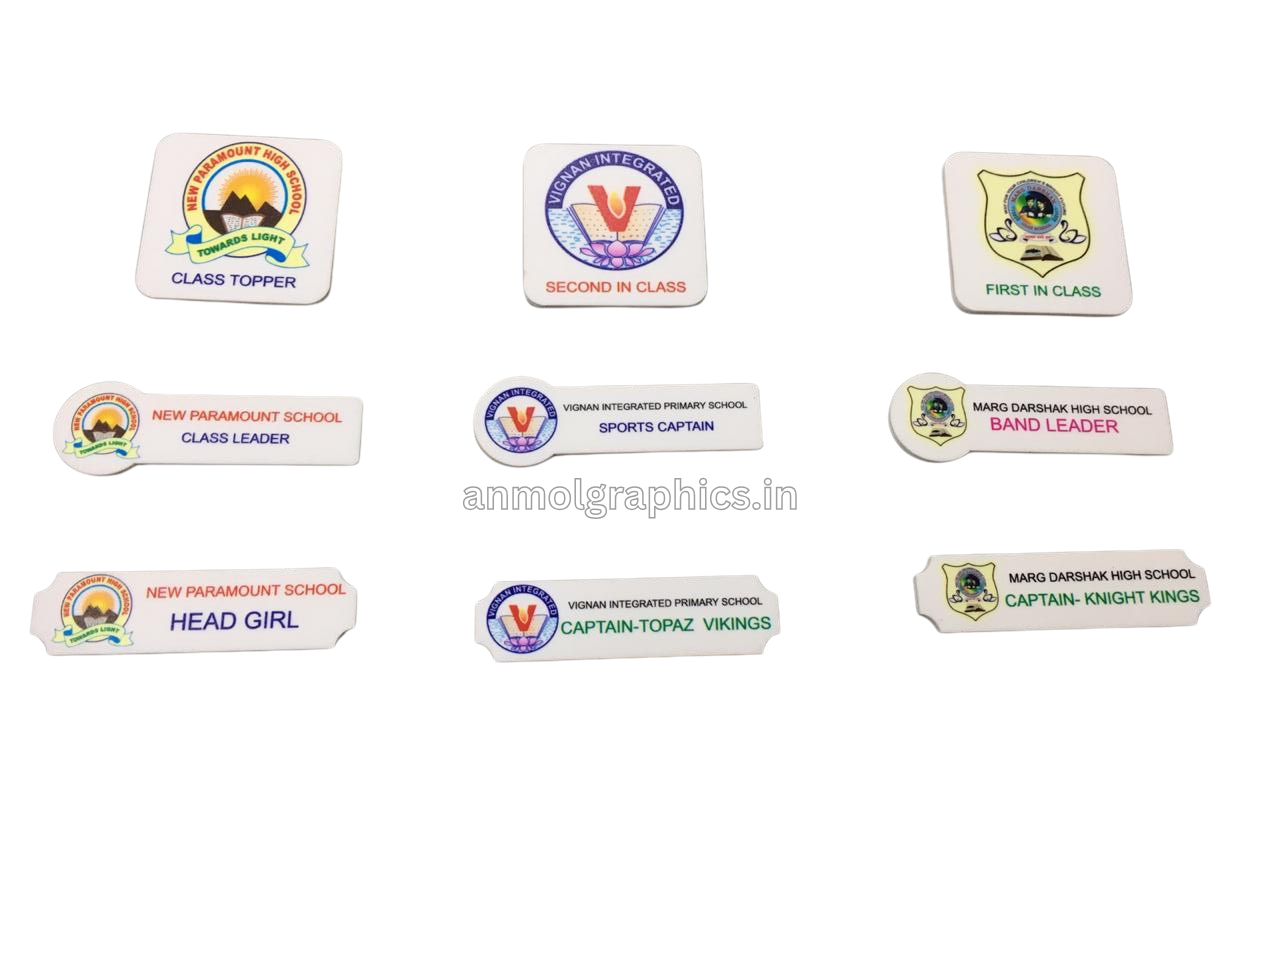 NEW PARAMOUNT HIGH SCHOOL
TOWARDS LIGHT
CLASS TOPPER
VIGNAN INTEGRATED
V
SECOND IN CLASS
MARG DARSHAK
FIRST IN CLASS
NEW PARAMOUNT HIGH SCHOOL
TOWARDS LIGHT
NEW PARAMOUNT SCHOOL
CLASS LEADER
VIGNAN INTEGRATED
V
VIGNAN INTEGRATED PRIMARY SCHOOL
SPORTS CAPTAIN
MARG DARSHAK HIGH SCHOOL
BAND LEADER
anmolgraphics.in
NEW PARAMOUNT HIGH SCHOOL
TOWARDS LIGHT
NEW PARAMOUNT SCHOOL
HEAD GIRL
VIGNAN INTEGRATED
V
VIGNAN INTEGRATED PRIMARY SCHOOL
CAPTAIN-TOPAZ VIKINGS
MARG DARSHAK HIGH SCHOOL
CAPTAIN- KNIGHT KINGS